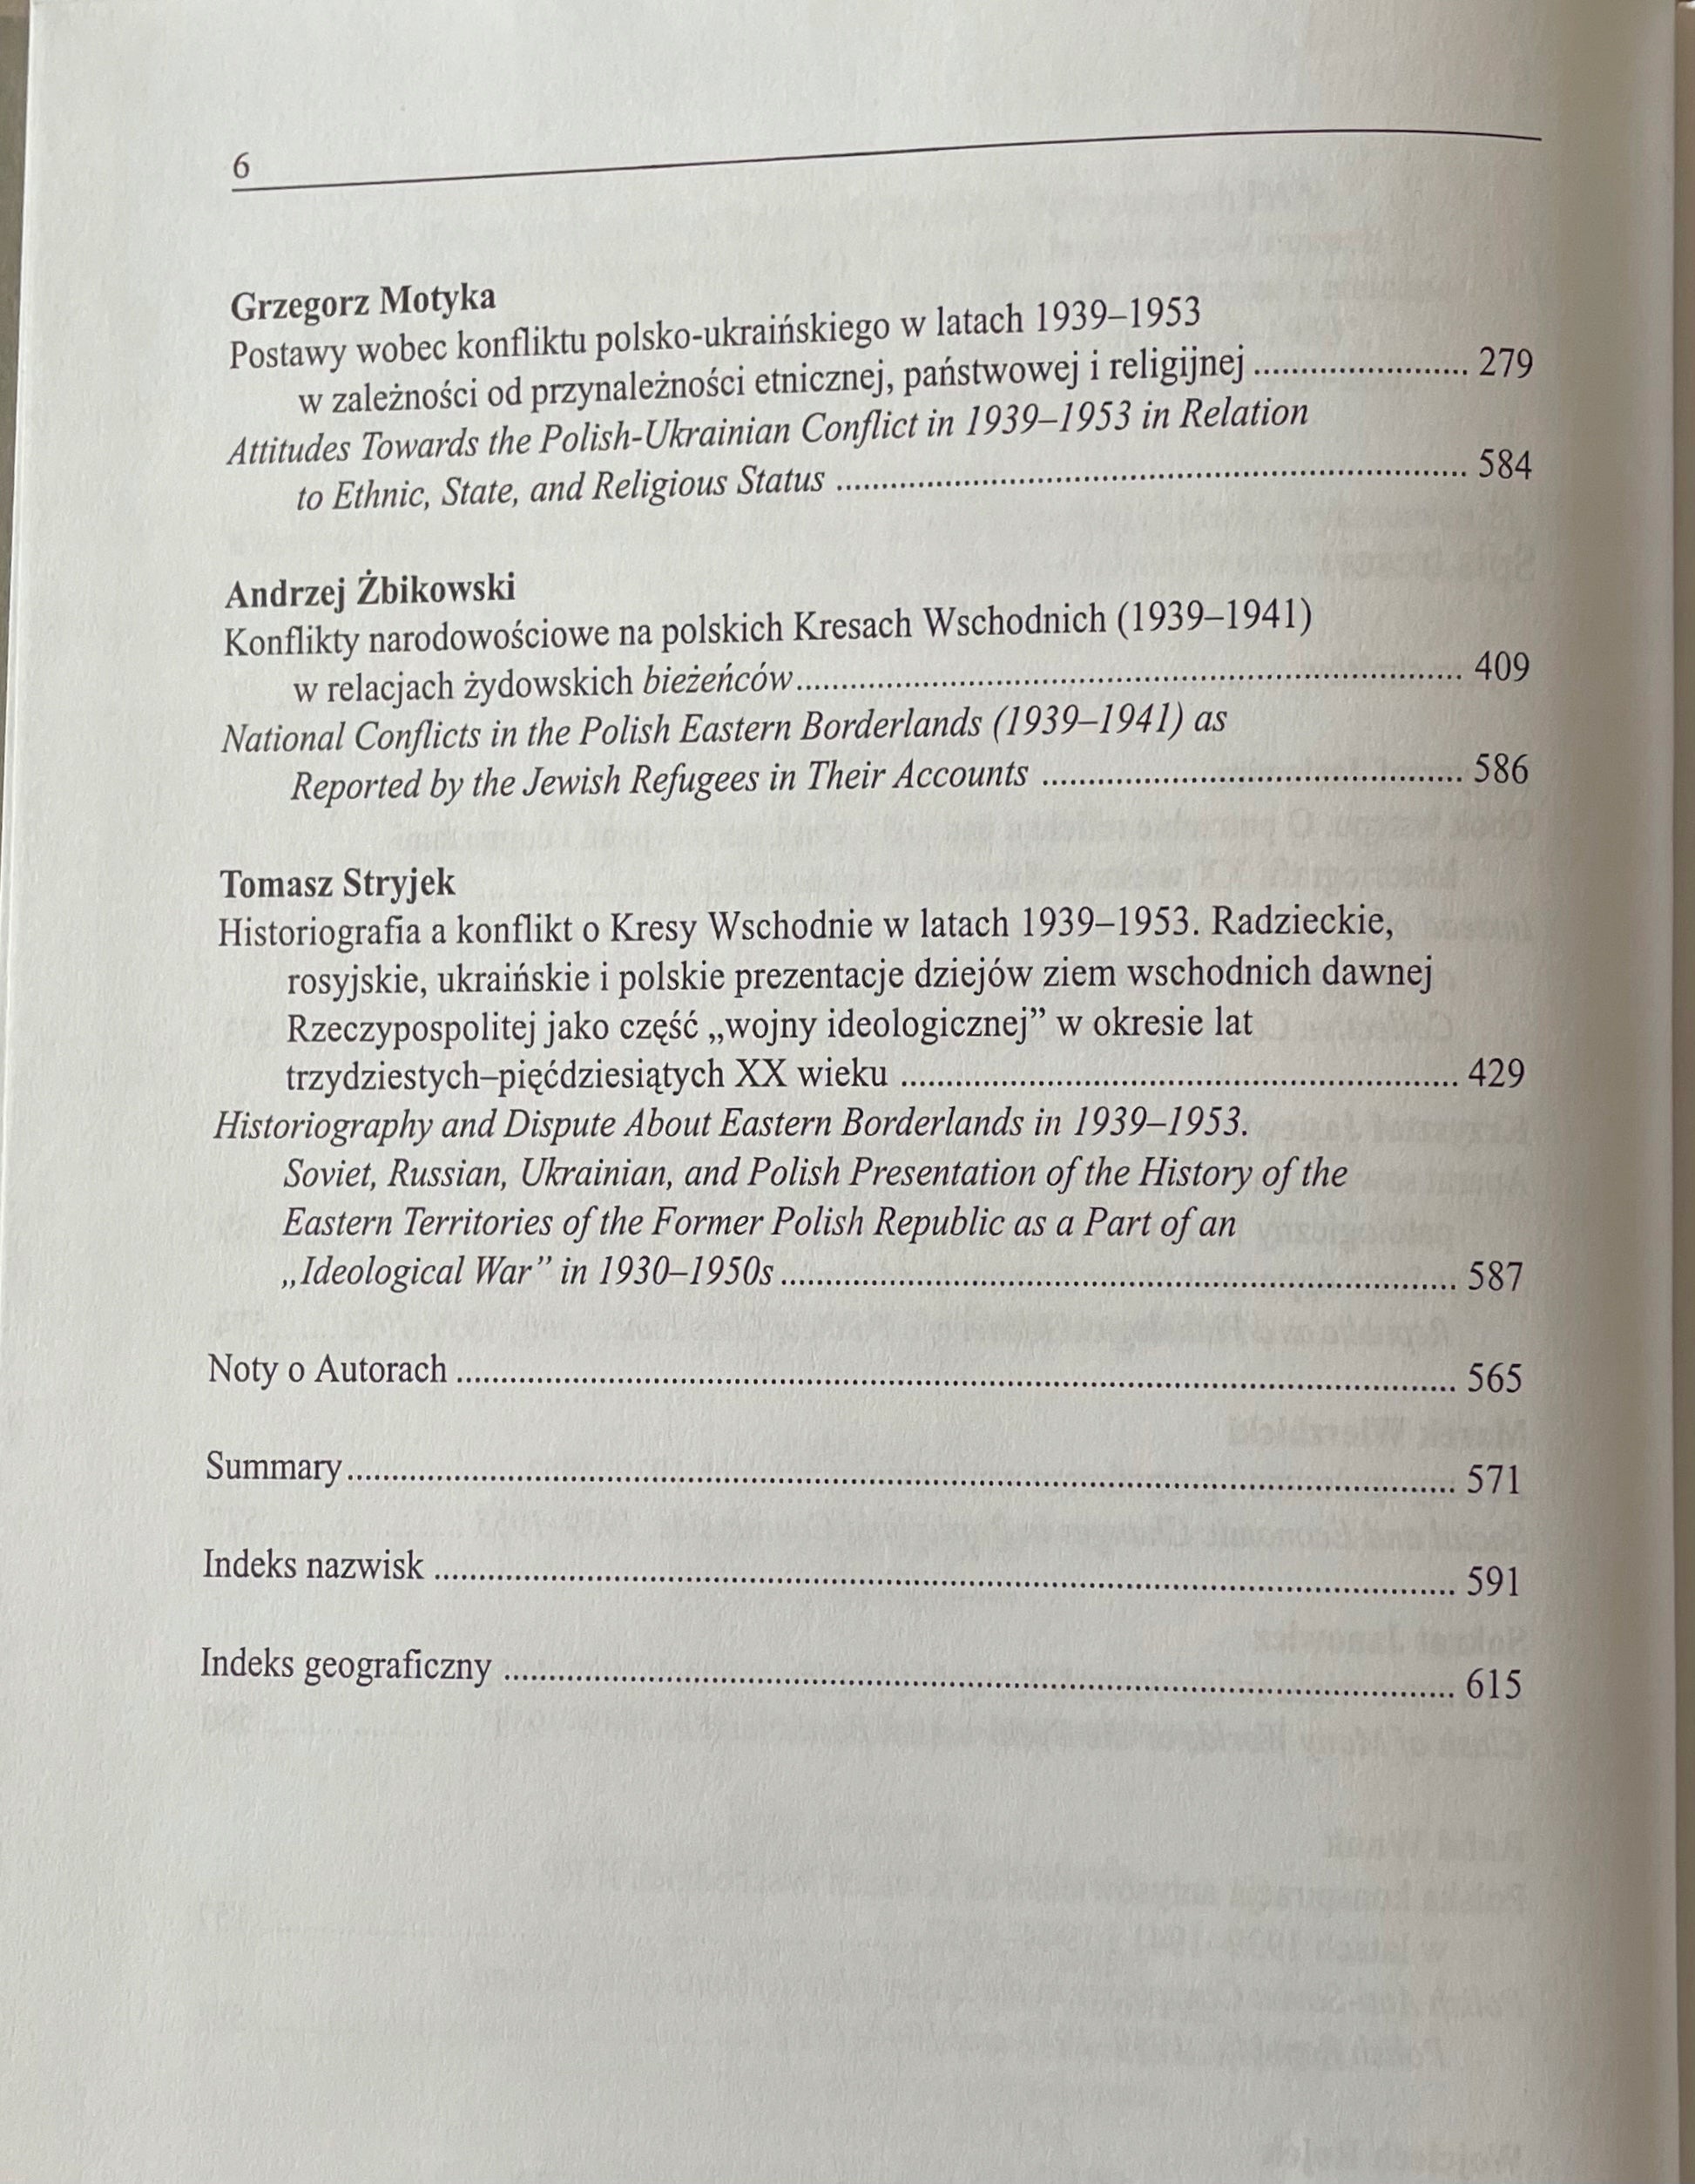 6
Grzegorz Motyka
Postawy wobec konfliktu polsko-ukraińskiego w latach 1939–1953
w zależności od przynależności etnicznej, państwowej i religijnej ........................ 279
Attitudes Towards the Polish-Ukrainian Conflict in 1939–1953 in Relation
to Ethnic, State, and Religious Status ........................ 584
Andrzej Żbikowski
Konflikty narodowościowe na polskich Kresach Wschodnich (1939–1941)
w relacjach żydowskich bieżeńców ........................ 409
National Conflicts in the Polish Eastern Borderlands (1939–1941) as
Reported by the Jewish Refugees in Their Accounts ........................ 586
Tomasz Stryjek
Historiografia a konflikt o Kresy Wschodnie w latach 1939–1953. Radzieckie,
rosyjskie, ukraińskie i polskie prezentacje dziejów ziem wschodnich dawnej
Rzeczypospolitej jako część „wojny ideologicznej” w okresie lat
trzydziestych–pięćdziesiątych XX wieku ........................ 429
Historiography and Dispute About Eastern Borderlands in 1939–1953.
Soviet, Russian, Ukrainian, and Polish Presentation of the History of the
Eastern Territories of the Former Polish Republic as a Part of an
„Ideological War” in 1930–1950s ........................ 587
Noty o Autorach ........................ 565
Summary ........................ 571
Indeks nazwisk ........................ 591
Indeks geograficzny ........................ 615